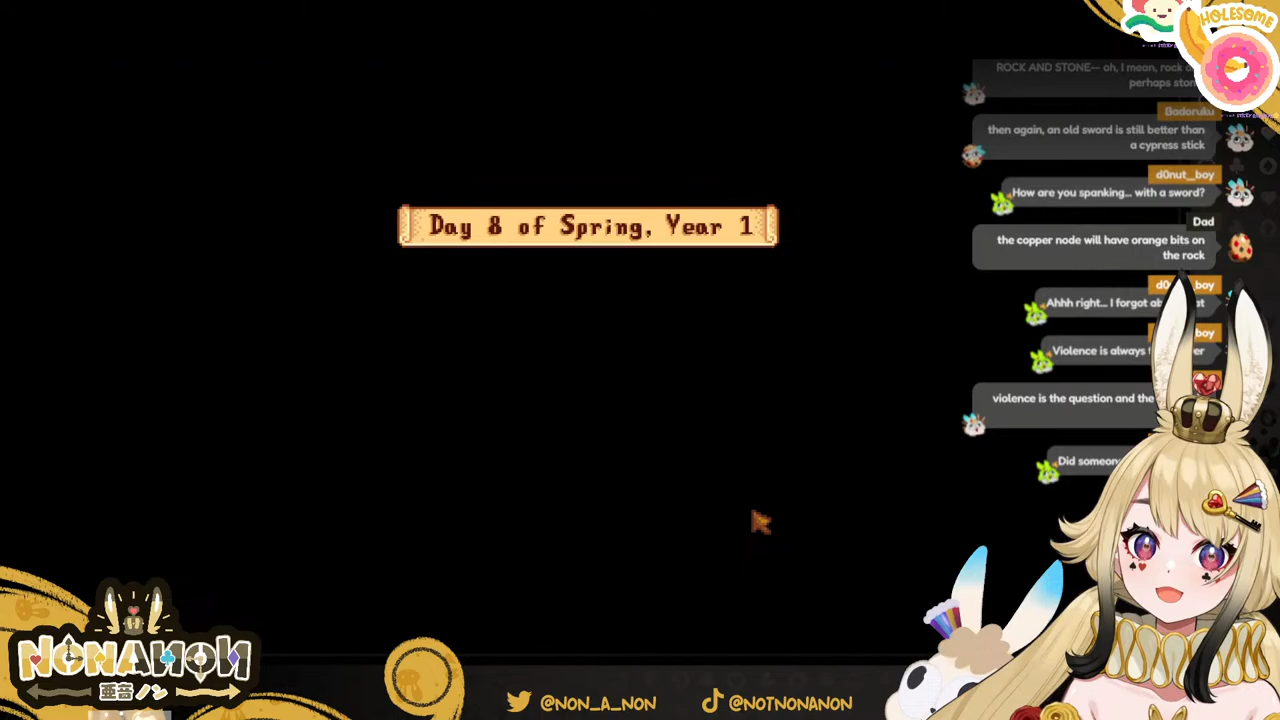 HOLESOME
ROCK AND STONE-- oh, I mean, rock
perhaps
Badoruku
then again, an old sword is still better than
a cypress stick
d0nut_boy
How are you spanking... with a sword?
Dad
the copper node will have orange bits on
the rock
Ahhh right... I forgot
boy
Violence is always
violence is the question and the
Did
Day 8 of Spring, Year 1
NONANON
亜音ノン
@NON_A_NON
@NOTNONANON